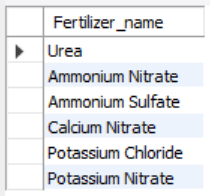 Fertilizer_name
Urea
Ammonium Nitrate
Ammonium Sulfate
Calcium Nitrate
Potassium Chloride
Potassium Nitrate